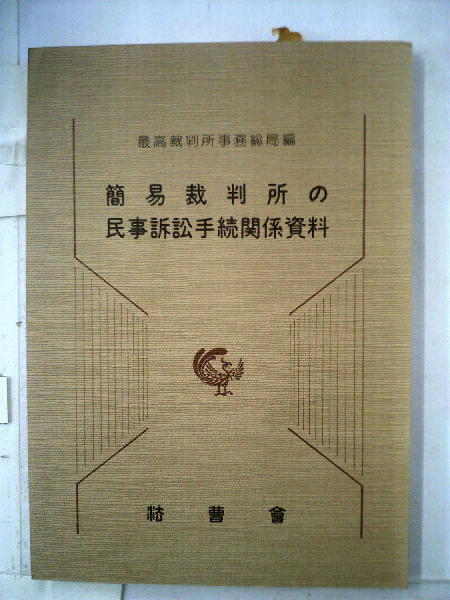 最高裁判所事務総局編
簡易裁判所の
民事訴訟手続関係資料
法曹會